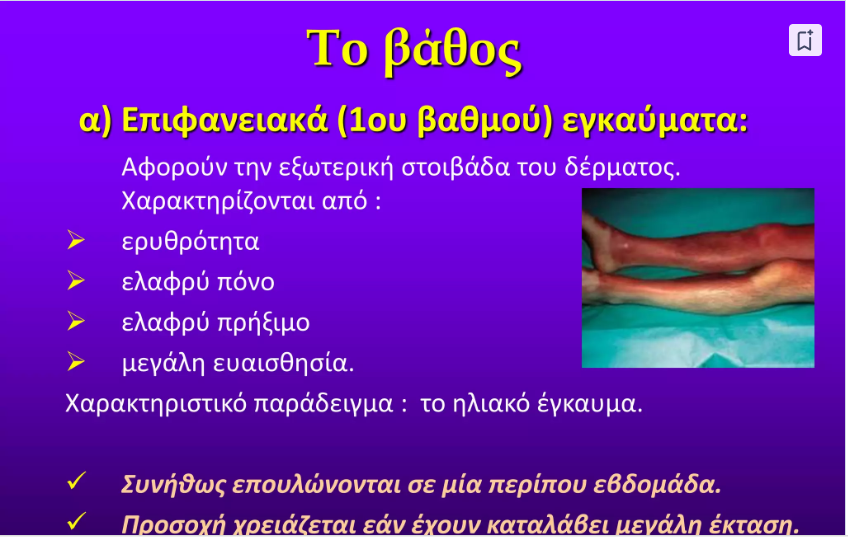 Το βάθος
α) Επιφανειακά (1ου βαθμού) εγκαύματα:
Αφορούν την εξωτερική στοιβάδα του δέρματος.
Χαρακτηρίζονται από :
ερυθρότητα
ελαφρύ πόνο
ελαφρύ πρήξιμο
μεγάλη ευαισθησία.
Χαρακτηριστικό παράδειγμα : το ηλιακό έγκαυμα.
Συνήθως επουλώνονται σε μία περίπου εβδομάδα.
Προσοχή χρειάζεται εάν έχουν καταλάβει μεγάλη έκταση.